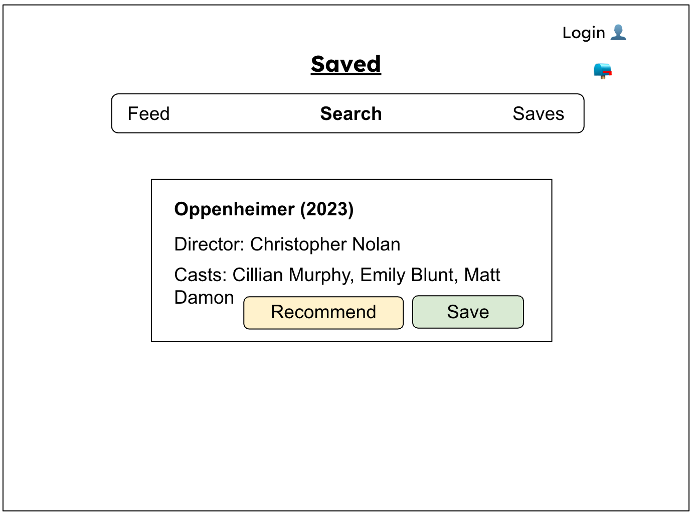 Login
Saved
Feed Search Saves
Oppenheimer (2023)
Director: Christopher Nolan
Casts: Cillian Murphy, Emily Blunt, Matt
Damon
Recommend Save